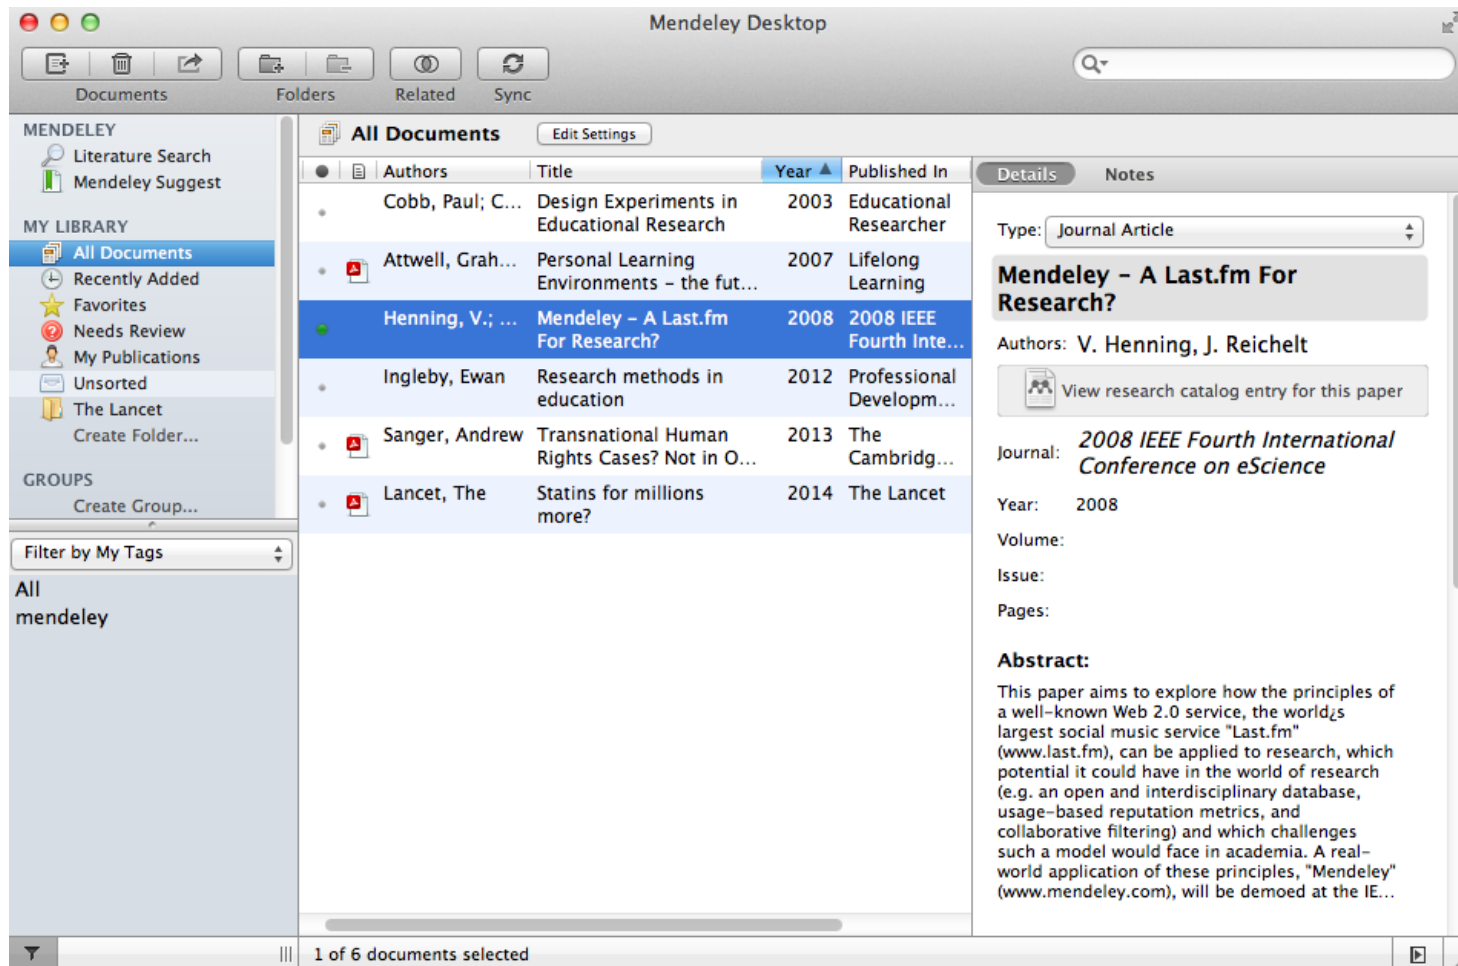 Mendeley Desktop
Documents
Folders
Related
Sync
MENDELEY
Literature Search
Mendeley Suggest
MY LIBRARY
All Documents
Recently Added
Favorites
Needs Review
My Publications
Unsorted
The Lancet
Create Folder...
GROUPS
Create Group...
Filter by My Tags
All
mendeley
All Documents
Edit Settings
Authors Title Year Published In
Cobb, Paul; C... Design Experiments in 2003 Educational
Educational Research Researcher
Attwell, Grah... Personal Learning 2007 Lifelong
Environments – the fut... Learning
Henning, V.; ... Mendeley – A Last.fm 2008 2008 IEEE
For Research? Fourth Inte...
Ingleby, Ewan Research methods in 2012 Professional
education Developm...
Sanger, Andrew Transnational Human 2013 The
Rights Cases? Not in O... Cambridg...
Lancet, The Statins for millions 2014 The Lancet
more?
1 of 6 documents selected
Details
Notes
Type: Journal Article
Mendeley – A Last.fm For
Research?
Authors: V. Henning, J. Reichelt
View research catalog entry for this paper
Journal: 2008 IEEE Fourth International
Conference on eScience
Year: 2008
Volume:
Issue:
Pages:
Abstract:
This paper aims to explore how the principles of
a well-known Web 2.0 service, the world¿s
largest social music service "Last.fm"
(www.last.fm), can be applied to research, which
potential it could have in the world of research
(e.g. an open and interdisciplinary database,
usage-based reputation metrics, and
collaborative filtering) and which challenges
such a model would face in academia. A real-
world application of these principles, "Mendeley"
(www.mendeley.com), will be demoed at the IE...